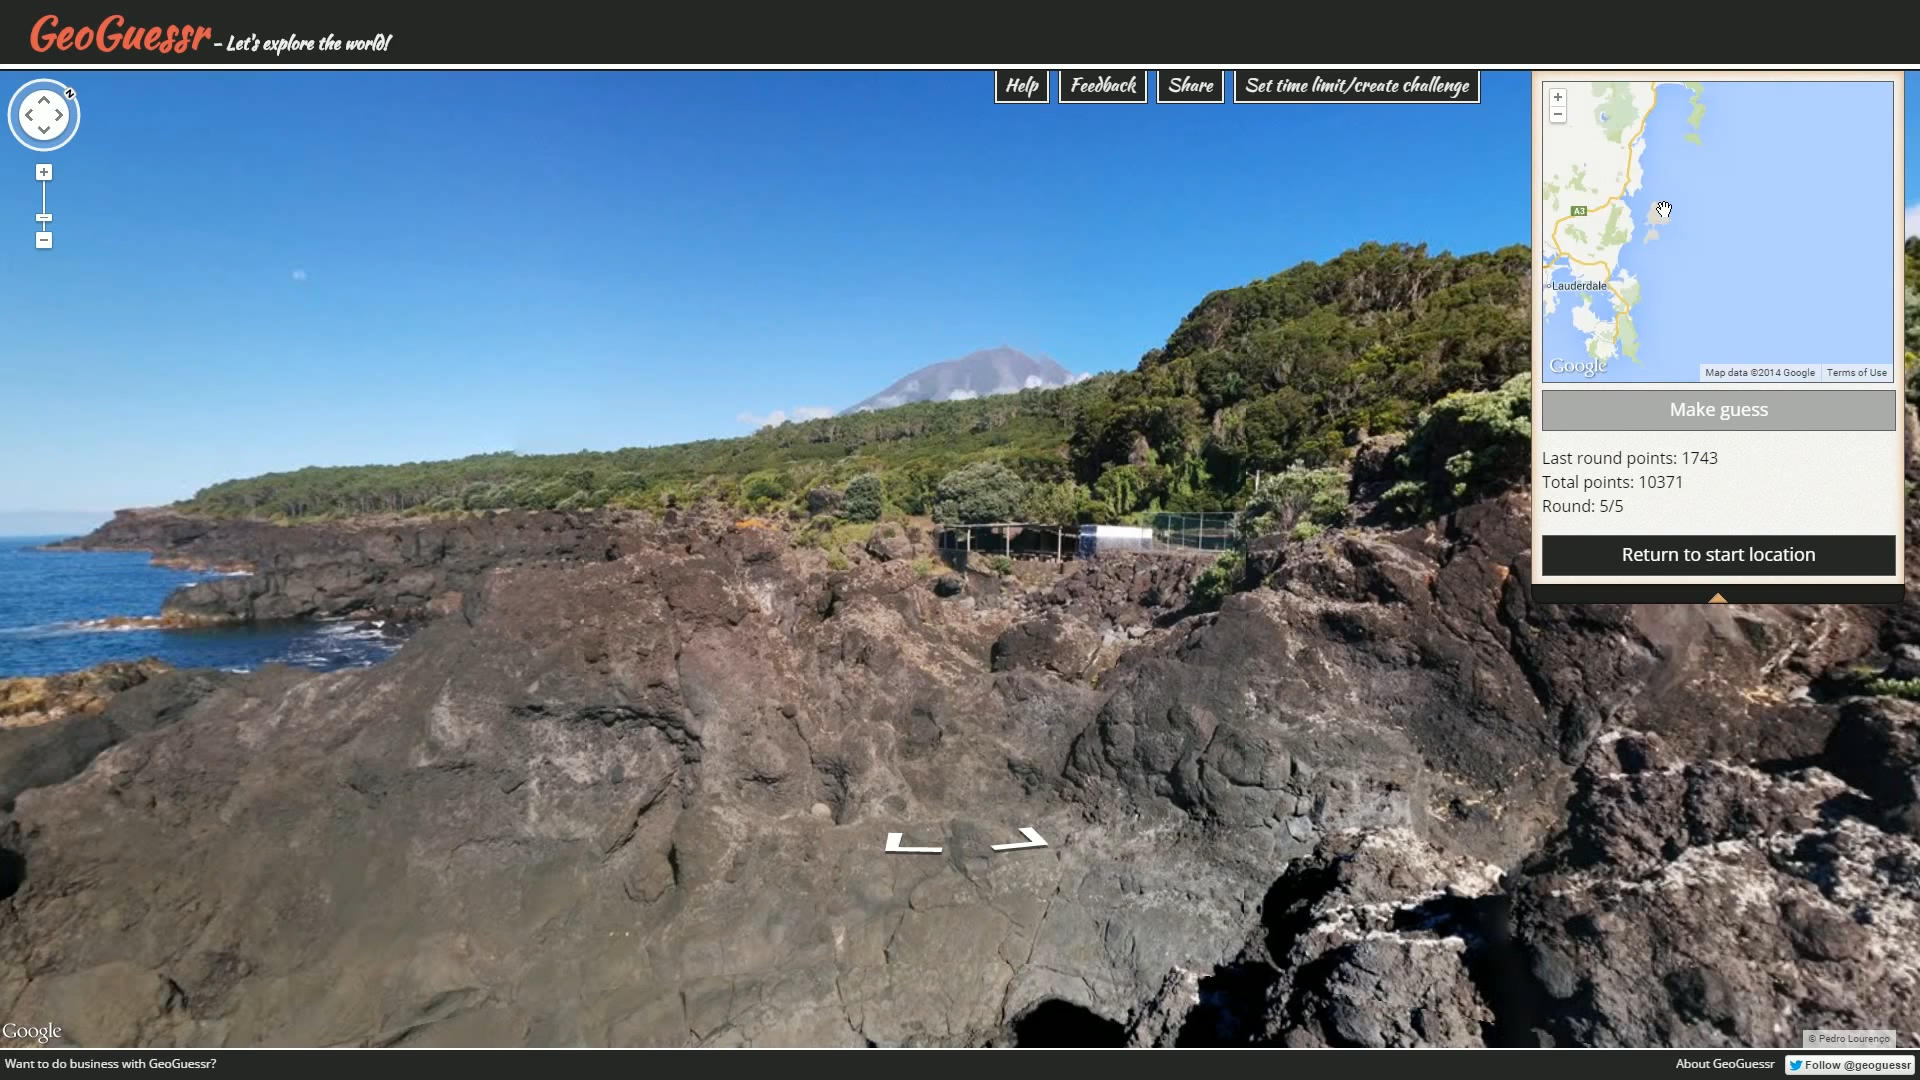 GeoGuessr - Let's explore the world!
Help
Feedback
Share
Set time limit/create challenge
N
A3
Lauderdale
Google
Map data ©2014 Google
Terms of Use
Make guess
Last round points: 1743
Total points: 10371
Round: 5/5
Return to start location
Google
© Pedro Lourenço
Want to do business with GeoGuessr?
About GeoGuessr
Follow @geoguessr